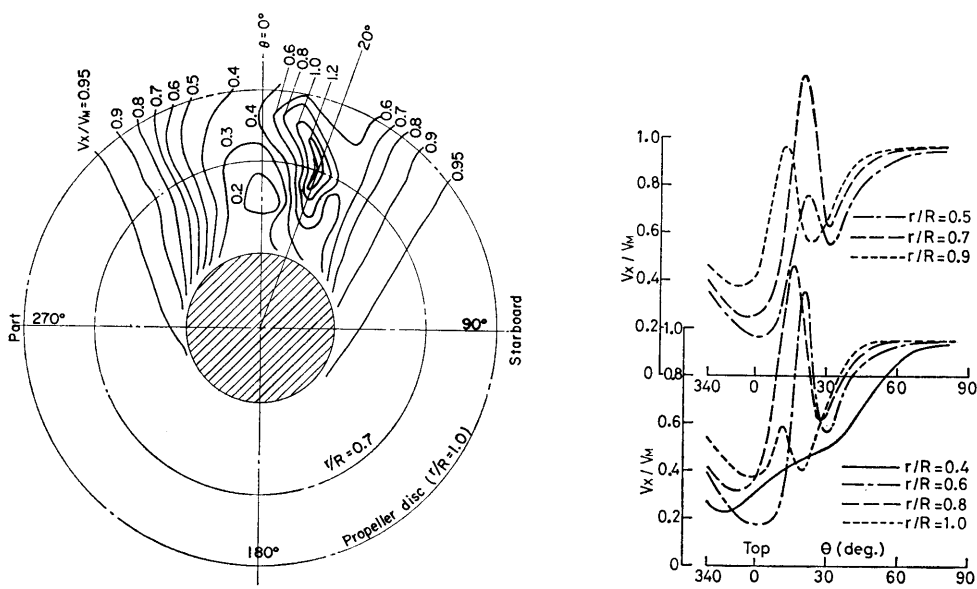 Vx/VM=0.95
0.9
0.8
0.7
0.6
0.5
0.4
θ=0°
0.4
0.6
0.8
1.0
1.2
20°
0.6
0.7
0.8
0.9
0.95
0.3
0.2
Part
270°
90°
Starboard
r/R=0.7
Propeller disc (r/R=1.0)
180°
Vx / VM
1.0
0.8
0.6
0.4
0.2
0
r/R=0.5
r/R=0.7
r/R=0.9
340
0
30
60
90
Vx / VM
1.0
0.8
0.6
0.4
0.2
0
r/R=0.4
r/R=0.6
r/R=0.8
r/R=1.0
Top
θ (deg.)
340
0
30
60
90